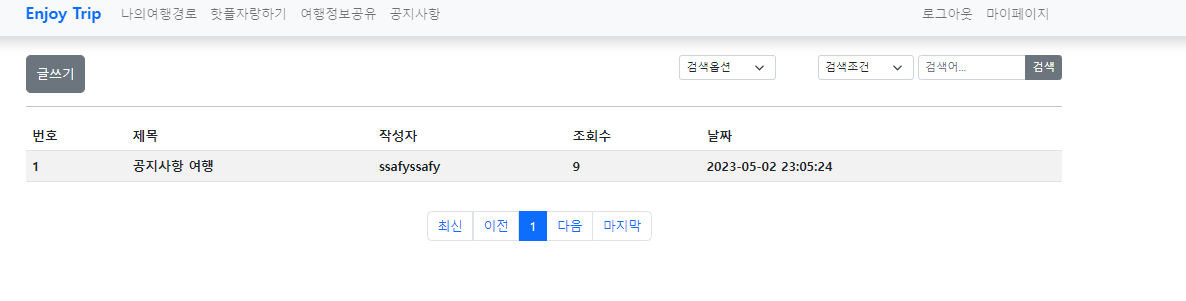 Enjoy Trip 나의여행경로 핫플자랑하기 여행정보공유 공지사항 로그아웃 마이페이지
글쓰기 검색옵션 검색조건 검색어... 검색
번호 제목 작성자 조회수 날짜
1 공지사항 여행 ssafyssafy 9 2023-05-02 23:05:24
최신 이전 1 다음 마지막